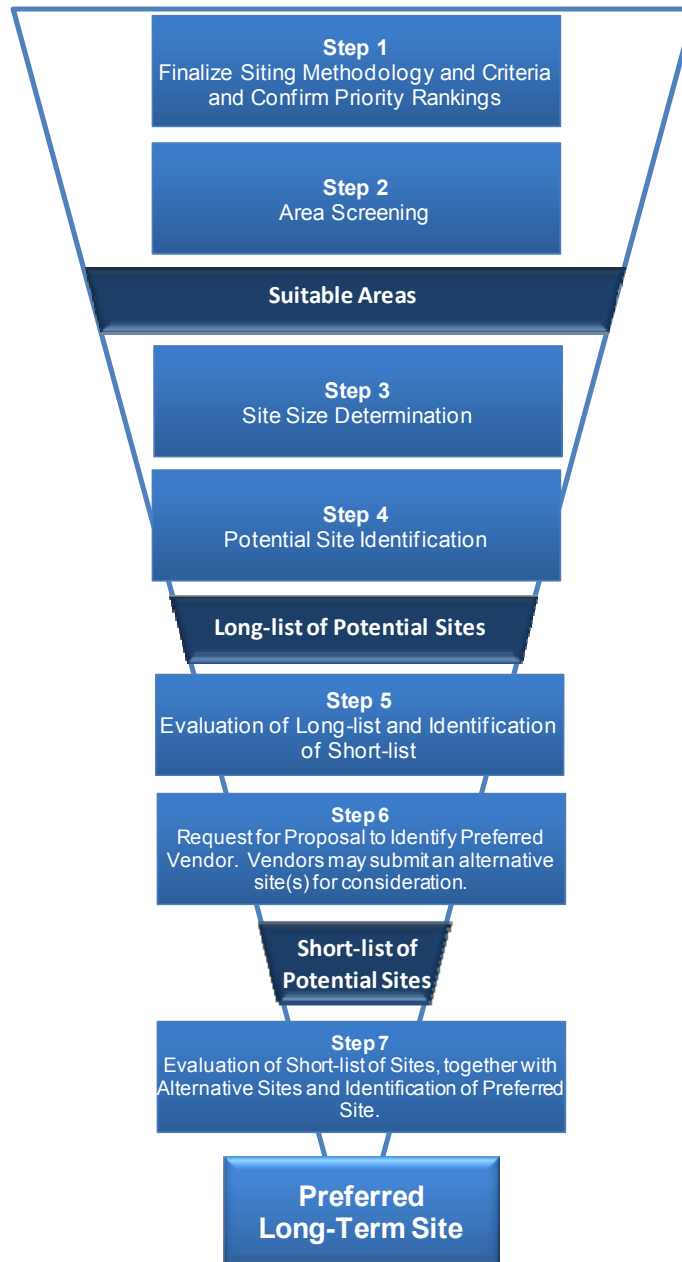 Step 1
Finalize Siting Methodology and Criteria
and Confirm Priority Rankings
Step 2
Area Screening
Suitable Areas
Step 3
Site Size Determination
Step 4
Potential Site Identification
Long-list of Potential Sites
Step 5
Evaluation of Long-list and Identification
of Short-list
Step 6
Request for Proposal to Identify Preferred
Vendor. Vendors may submit an alternative
site(s) for consideration.
Short-list of
Potential Sites
Step 7
Evaluation of Short-list of Sites, together with
Alternative Sites and Identification of Preferred
Site.
Preferred
Long-Term Site